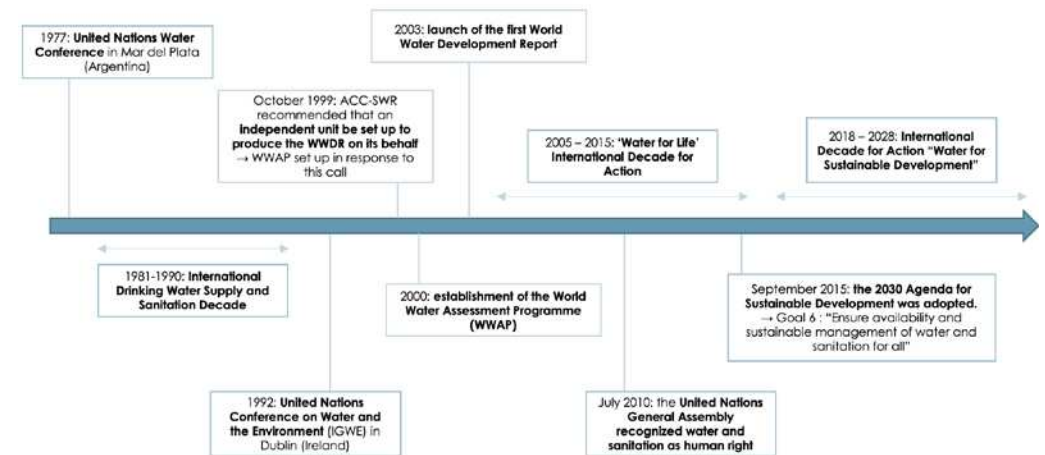 1977: United Nations Water
Conference in Mar del Plata
(Argentina)
2003: launch of the first World
Water Development Report
October 1999: ACC-SWR
recommended that an
independent unit be set up to
produce the WWDR on its behalf
→ WWAP set up in response to
this call
2005 – 2015: ‘Water for Life’
International Decade for
Action
2018 – 2028: International
Decade for Action “Water for
Sustainable Development”
1981-1990: International
Drinking Water Supply and
Sanitation Decade
1992: United Nations
Conference on Water and
the Environment (IGWE) in
Dublin (Ireland)
2000: establishment of the World
Water Assessment Programme
(WWAP)
July 2010: the United Nations
General Assembly
recognized water and
sanitation as human right
September 2015: the 2030 Agenda for
Sustainable Development was adopted.
→ Goal 6 : “Ensure availability and
sustainable management of water and
sanitation for all”